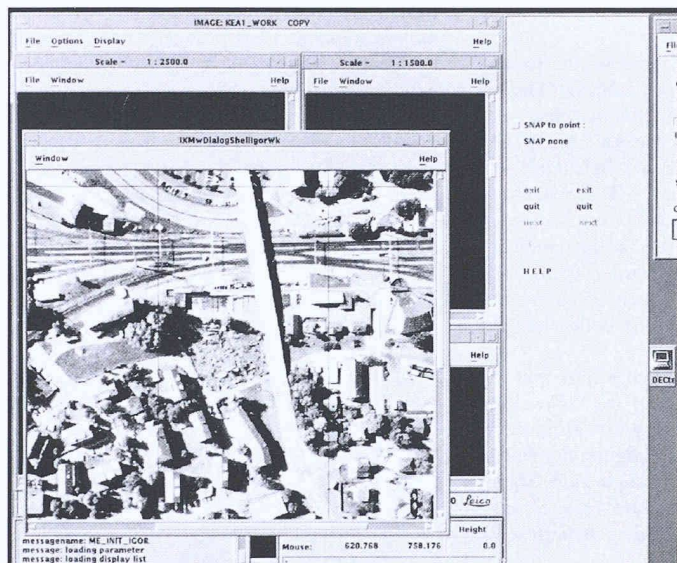 IMAGE: KEA1_WORK COPY
File Options Display Help
Scale - 1:2500.0
Scale - 1:1500.0
File Window Help
File Window Help
IXMwDialogShellIgorWk
Window Help
SNAP to point :
SNAP none
exit exit
quit quit
next next
HELP
Help
DECte
0 Leica
Height
Mouse: 620.768 758.176 0.0
messagename: ME_INIT_IGOR
message: loading parameter
message: loading display list